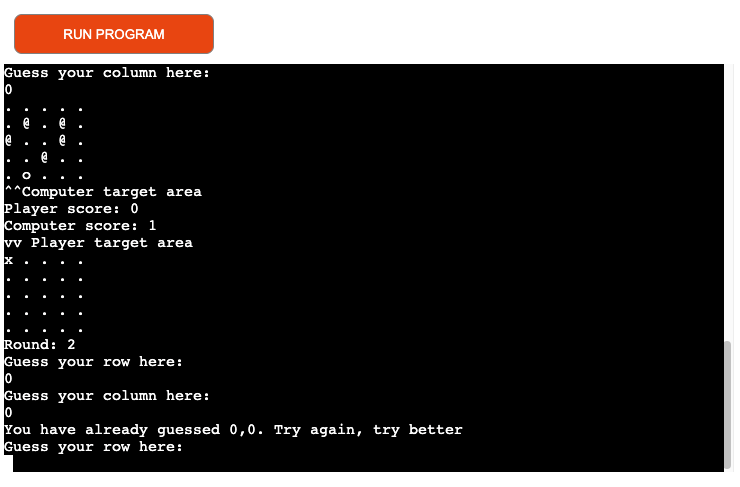 RUN PROGRAM
Guess your column here:
0
. . . . .
. @ . @ .
@ . . @ .
. . @ . .
. o . . .
^^Computer target area
Player score: 0
Computer score: 1
vv Player target area
x . . . .
. . . . .
. . . . .
. . . . .
. . . . .
Round: 2
Guess your row here:
0
Guess your column here:
0
You have already guessed 0,0. Try again, try better
Guess your row here: